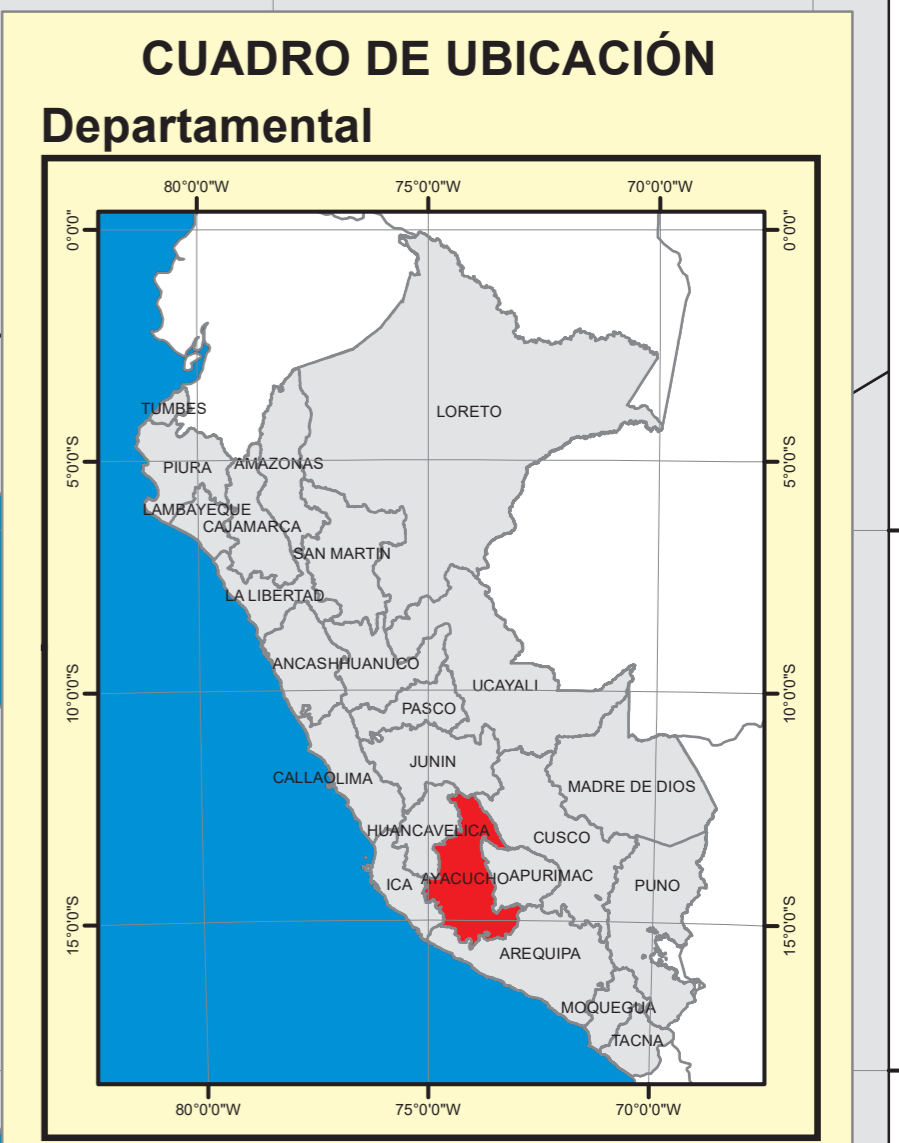 CUADRO DE UBICACIÓN
Departamental
80°0'0"W 75°0'0"W 70°0'0"W
0°0'0" 0°0'0"
LORETO
TUMBES
5°0'0"S 5°0'0"S
PIURA AMAZONAS
LAMBAYEQUE
CAJAMARCA
SAN MARTIN
LA LIBERTAD
ANCASH HUANUCO
UCAYALI
10°0'0"S 10°0'0"S
PASCO
JUNIN
CALLAO LIMA
MADRE DE DIOS
HUANCAVELICA
CUSCO
ICA AYACUCHO APURIMAC
PUNO
15°0'0"S 15°0'0"S
AREQUIPA
MOQUEGUA
TACNA
80°0'0"W 75°0'0"W 70°0'0"W